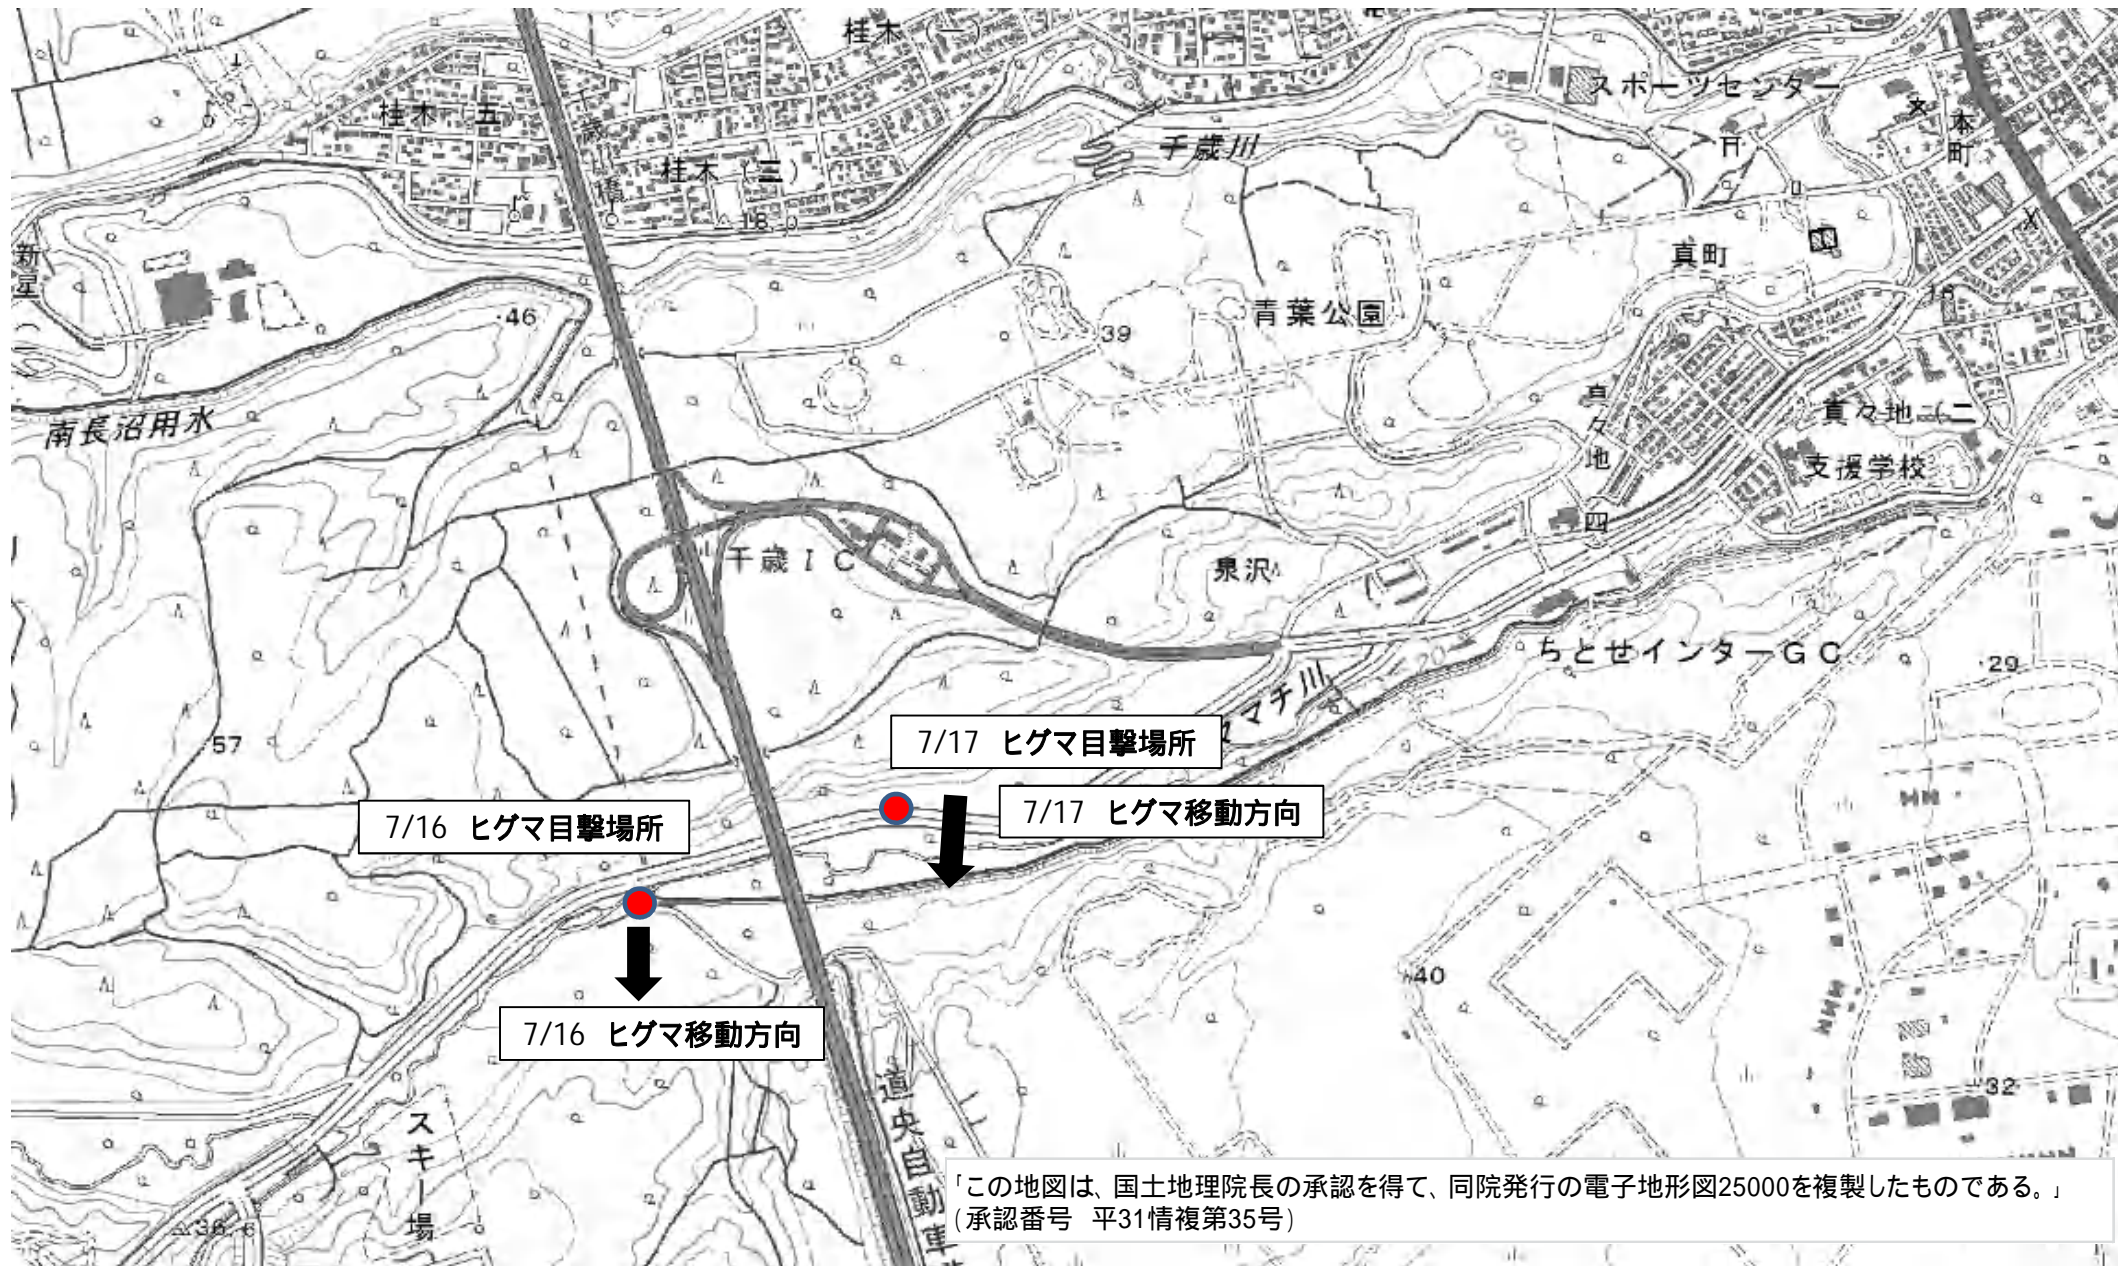 桂木(一)
スポーツセンター
桂木(五)
本町
千歳川
桂木(三)
18.0
真町
新星
青葉公園
46
39
南長沼用水
真々地二
真々地四
支援学校
千歳IC
泉沢
ちとせインターGC
20
29
マチ川
57
7/17 ヒグマ目撃場所
7/16 ヒグマ目撃場所
7/17 ヒグマ移動方向
40
7/16 ヒグマ移動方向
道央自動車
32
スキー場
36.6
「この地図は、国土地理院長の承認を得て、同院発行の電子地形図25000を複製したものである。」
(承認番号 平31情複第35号)